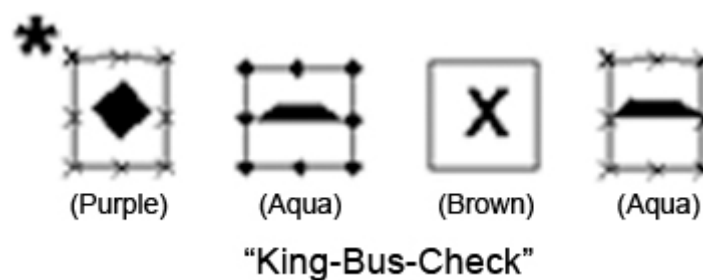 *
X
(Purple) (Aqua) (Brown) (Aqua)
“King-Bus-Check”